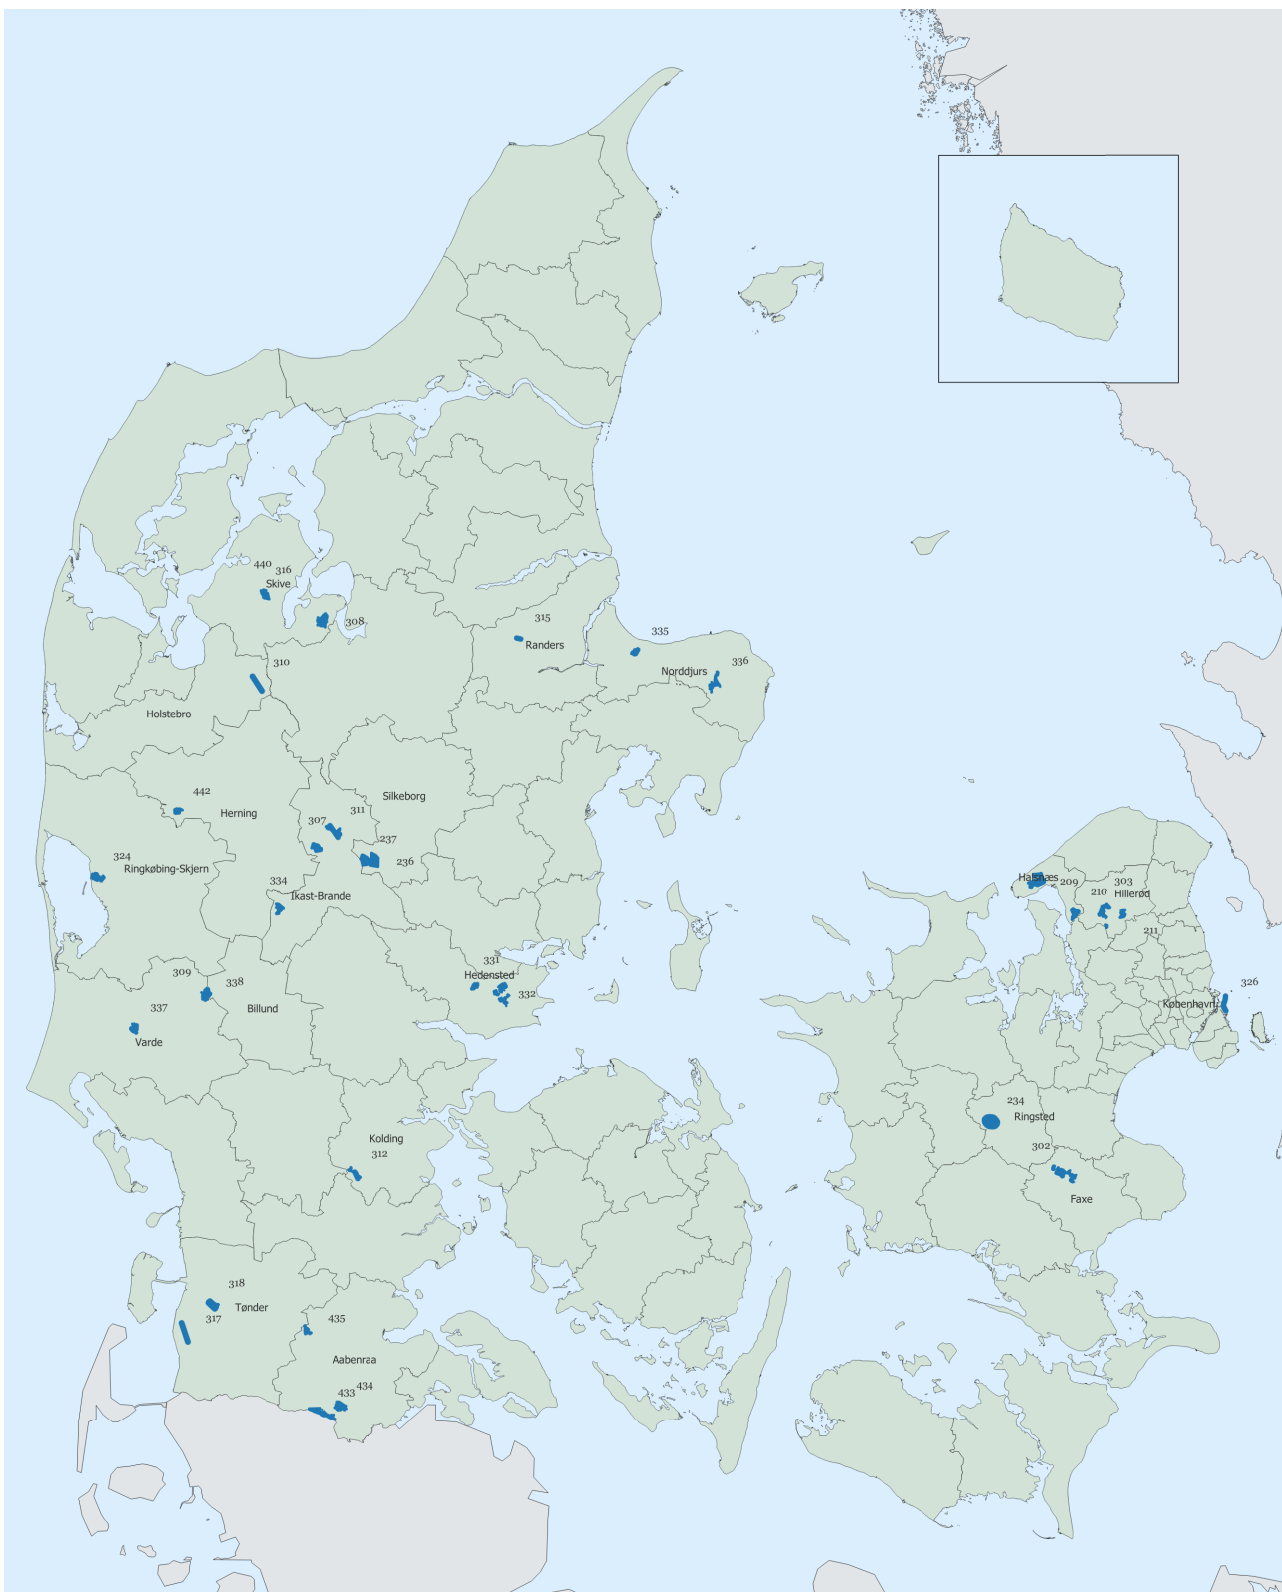 440
316
Skive
308
315
Randers
335
Norddjurs
336
310
Holstebro
442
Herning
Silkeborg
311
307
237
236
324
Ringkøbing-Skjern
334
Ikast-Brande
Halsnæs
209
210
303
Hillerød
211
331
Hedensted
332
309
338
Billund
337
Varde
326
København
234
Ringsted
302
Faxe
Kolding
312
318
Tønder
317
435
Aabenraa
433
434